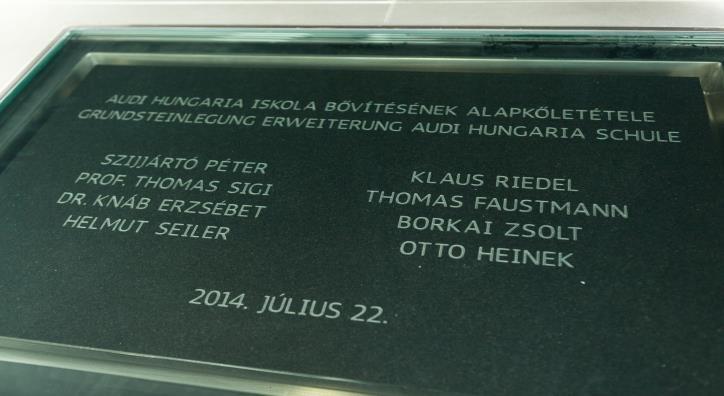 AUDI HUNGARIA ISKOLA BŐVÍTÉSÉNEK ALAPKŐLETÉTELE
GRUNDSTEINLEGUNG ERWEITERUNG AUDI HUNGARIA SCHULE
SZIJJÁRTÓ PÉTER
PROF. THOMAS SIGI
DR. KNÁB ERZSÉBET
HELMUT SEILER
KLAUS RIEDEL
THOMAS FAUSTMANN
BORKAI ZSOLT
OTTO HEINEK
2014. JÚLIUS 22.